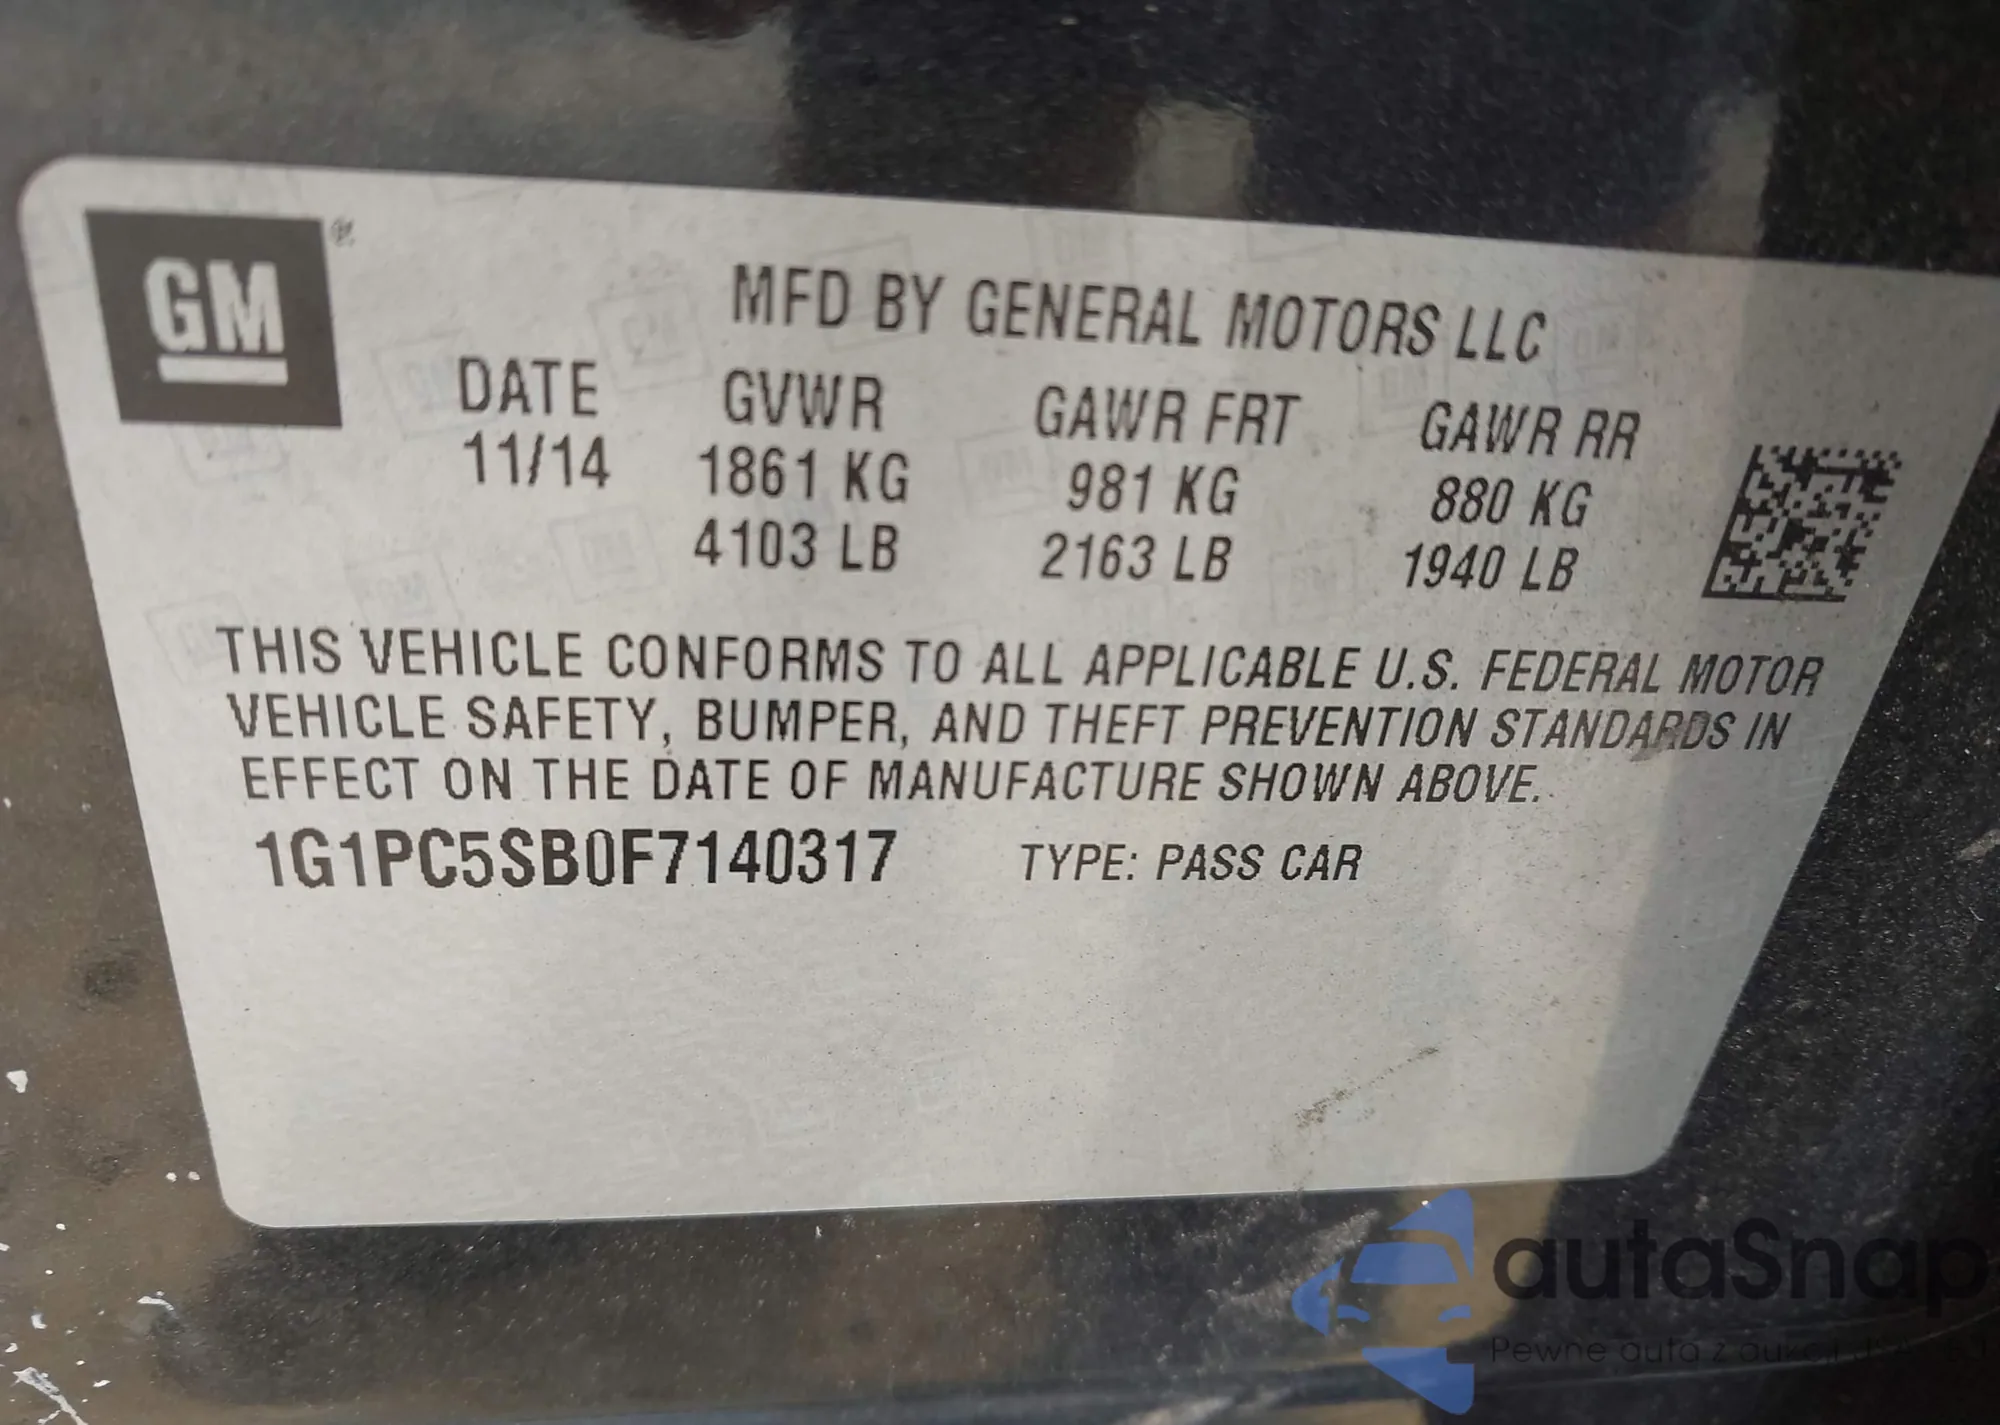 GM
MFD BY GENERAL MOTORS LLC
DATE GVWR GAWR FRT GAWR RR
11/14 1861 KG 981 KG 880 KG
4103 LB 2163 LB 1940 LB
THIS VEHICLE CONFORMS TO ALL APPLICABLE U.S. FEDERAL MOTOR
VEHICLE SAFETY, BUMPER, AND THEFT PREVENTION STANDARDS IN
EFFECT ON THE DATE OF MANUFACTURE SHOWN ABOVE.
1G1PC5SB0F7140317 TYPE: PASS CAR
autaSnap
Pewne auta z